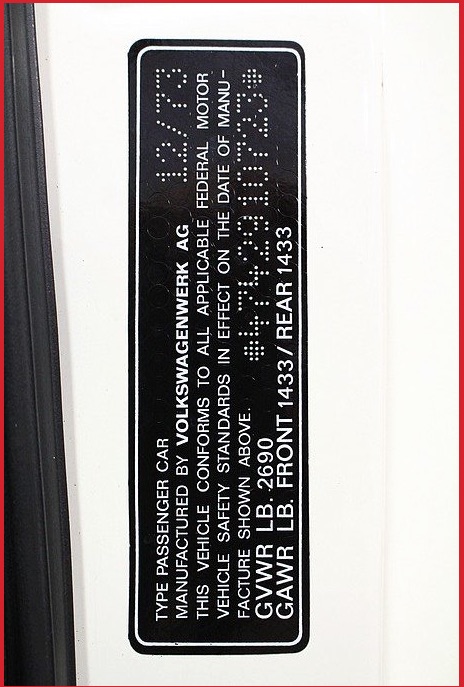 TYPE PASSENGER CAR 12/73
MANUFACTURED BY VOLKSWAGENWERK AG
THIS VEHICLE CONFORMS TO ALL APPLICABLE FEDERAL MOTOR
VEHICLE SAFETY STANDARDS IN EFFECT ON THE DATE OF MANU-
FACTURE SHOWN ABOVE. *4742910723*
GVWR LB. 2690
GAWR LB. FRONT 1433 / REAR 1433